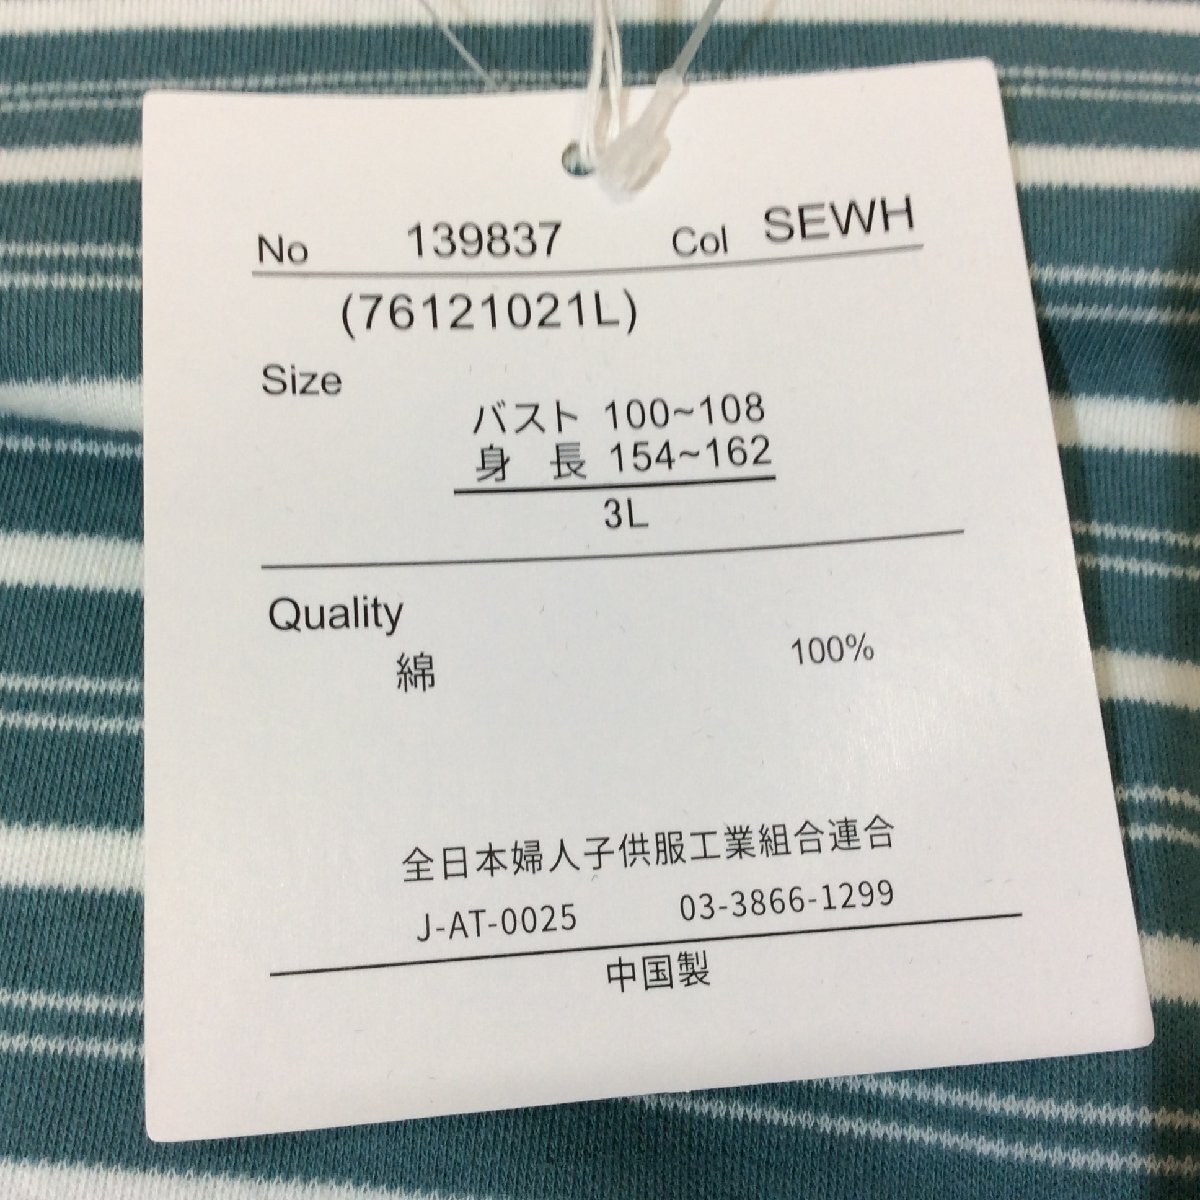 No 139837 Col SEWH
(76121021L)
Size
バスト 100~108
身 長 154~162
3L
Quality
綿 100%
全日本婦人子供服工業組合連合
J-AT-0025 03-3866-1299
中国製